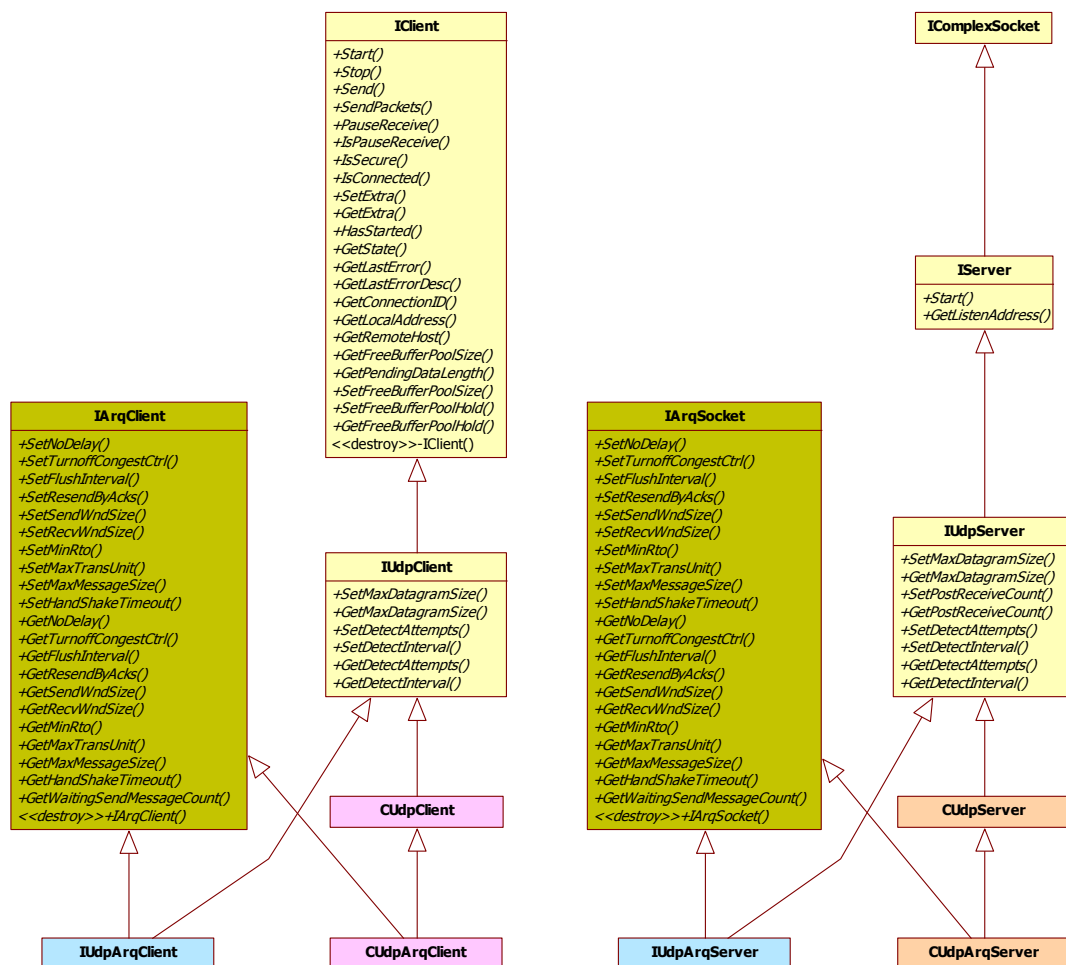 IClient
+Start()
+Stop()
+Send()
+SendPackets()
+PauseReceive()
+IsPauseReceive()
+IsSecure()
+IsConnected()
+SetExtra()
+GetExtra()
+HasStarted()
+GetState()
+GetLastError()
+GetLastErrorDesc()
+GetConnectionID()
+GetLocalAddress()
+GetRemoteHost()
+GetFreeBufferPoolSize()
+GetPendingDataLength()
+SetFreeBufferPoolSize()
+SetFreeBufferPoolHold()
+GetFreeBufferPoolHold()
<<destroy>>-IClient()
IComplexSocket
IServer
+Start()
+GetListenAddress()
IArqClient
+SetNoDelay()
+SetTurnoffCongestCtrl()
+SetFlushInterval()
+SetResendByAcks()
+SetSendWndSize()
+SetRecvWndSize()
+SetMinRto()
+SetMaxTransUnit()
+SetMaxMessageSize()
+SetHandShakeTimeout()
+GetNoDelay()
+GetTurnoffCongestCtrl()
+GetFlushInterval()
+GetResendByAcks()
+GetSendWndSize()
+GetRecvWndSize()
+GetMinRto()
+GetMaxTransUnit()
+GetMaxMessageSize()
+GetHandShakeTimeout()
+GetWaitingSendMessageCount()
<<destroy>>+IArqClient()
IUdpClient
+SetMaxDatagramSize()
+GetMaxDatagramSize()
+SetDetectAttempts()
+SetDetectInterval()
+GetDetectAttempts()
+GetDetectInterval()
IArqSocket
+SetNoDelay()
+SetTurnoffCongestCtrl()
+SetFlushInterval()
+SetResendByAcks()
+SetSendWndSize()
+SetRecvWndSize()
+SetMinRto()
+SetMaxTransUnit()
+SetMaxMessageSize()
+SetHandShakeTimeout()
+GetNoDelay()
+GetTurnoffCongestCtrl()
+GetFlushInterval()
+GetResendByAcks()
+GetSendWndSize()
+GetRecvWndSize()
+GetMinRto()
+GetMaxTransUnit()
+GetMaxMessageSize()
+GetHandShakeTimeout()
+GetWaitingSendMessageCount()
<<destroy>>+IArqSocket()
IUdpServer
+SetMaxDatagramSize()
+GetMaxDatagramSize()
+SetPostReceiveCount()
+GetPostReceiveCount()
+SetDetectAttempts()
+SetDetectInterval()
+GetDetectAttempts()
+GetDetectInterval()
CUdpClient
CUdpServer
IUdpArqClient
CUdpArqClient
IUdpArqServer
CUdpArqServer